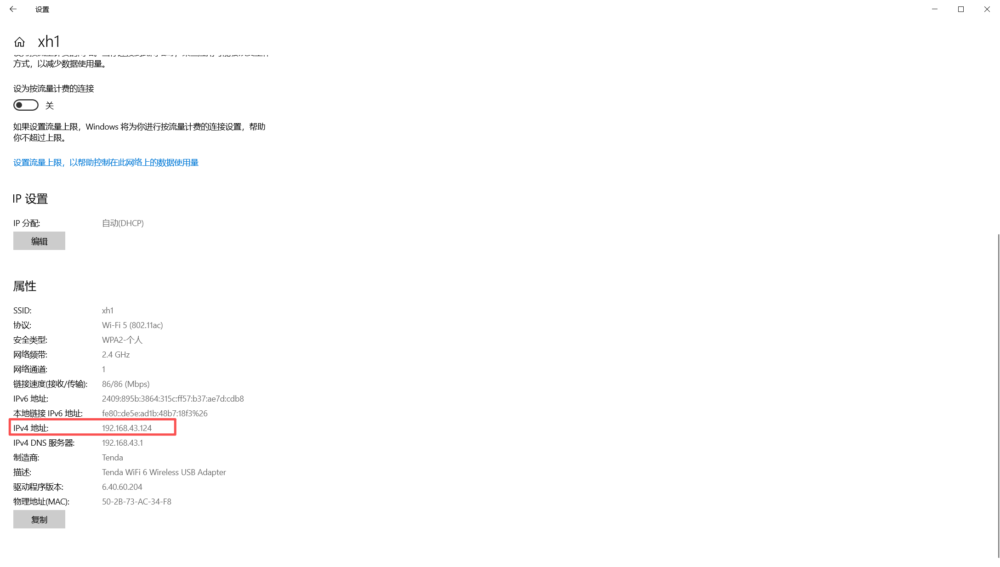 设置
xh1
方式，以减少数据使用量。
设为按流量计费的连接
关
如果设置流量上限，Windows 将为你进行按流量计费的连接设置，帮助
你不超过上限。
设置流量上限，以帮助控制在此网络上的数据使用量
IP 设置
IP 分配: 自动(DHCP)
编辑
属性
SSID: xh1
协议: Wi-Fi 5 (802.11ac)
安全类型: WPA2-个人
网络频带: 2.4 GHz
网络通道: 1
链接速度(接收/传输): 86/86 (Mbps)
IPv6 地址: 2409:895b:3864:315c:ff57:b37:ae7d:cdb8
本地链接 IPv6 地址: fe80::de5e:ad1b:48b7:18f3%26
IPv4 地址: 192.168.43.124
IPv4 DNS 服务器: 192.168.43.1
制造商: Tenda
描述: Tenda WiFi 6 Wireless USB Adapter
驱动程序版本: 6.40.60.204
物理地址(MAC): 50-2B-73-AC-34-F8
复制